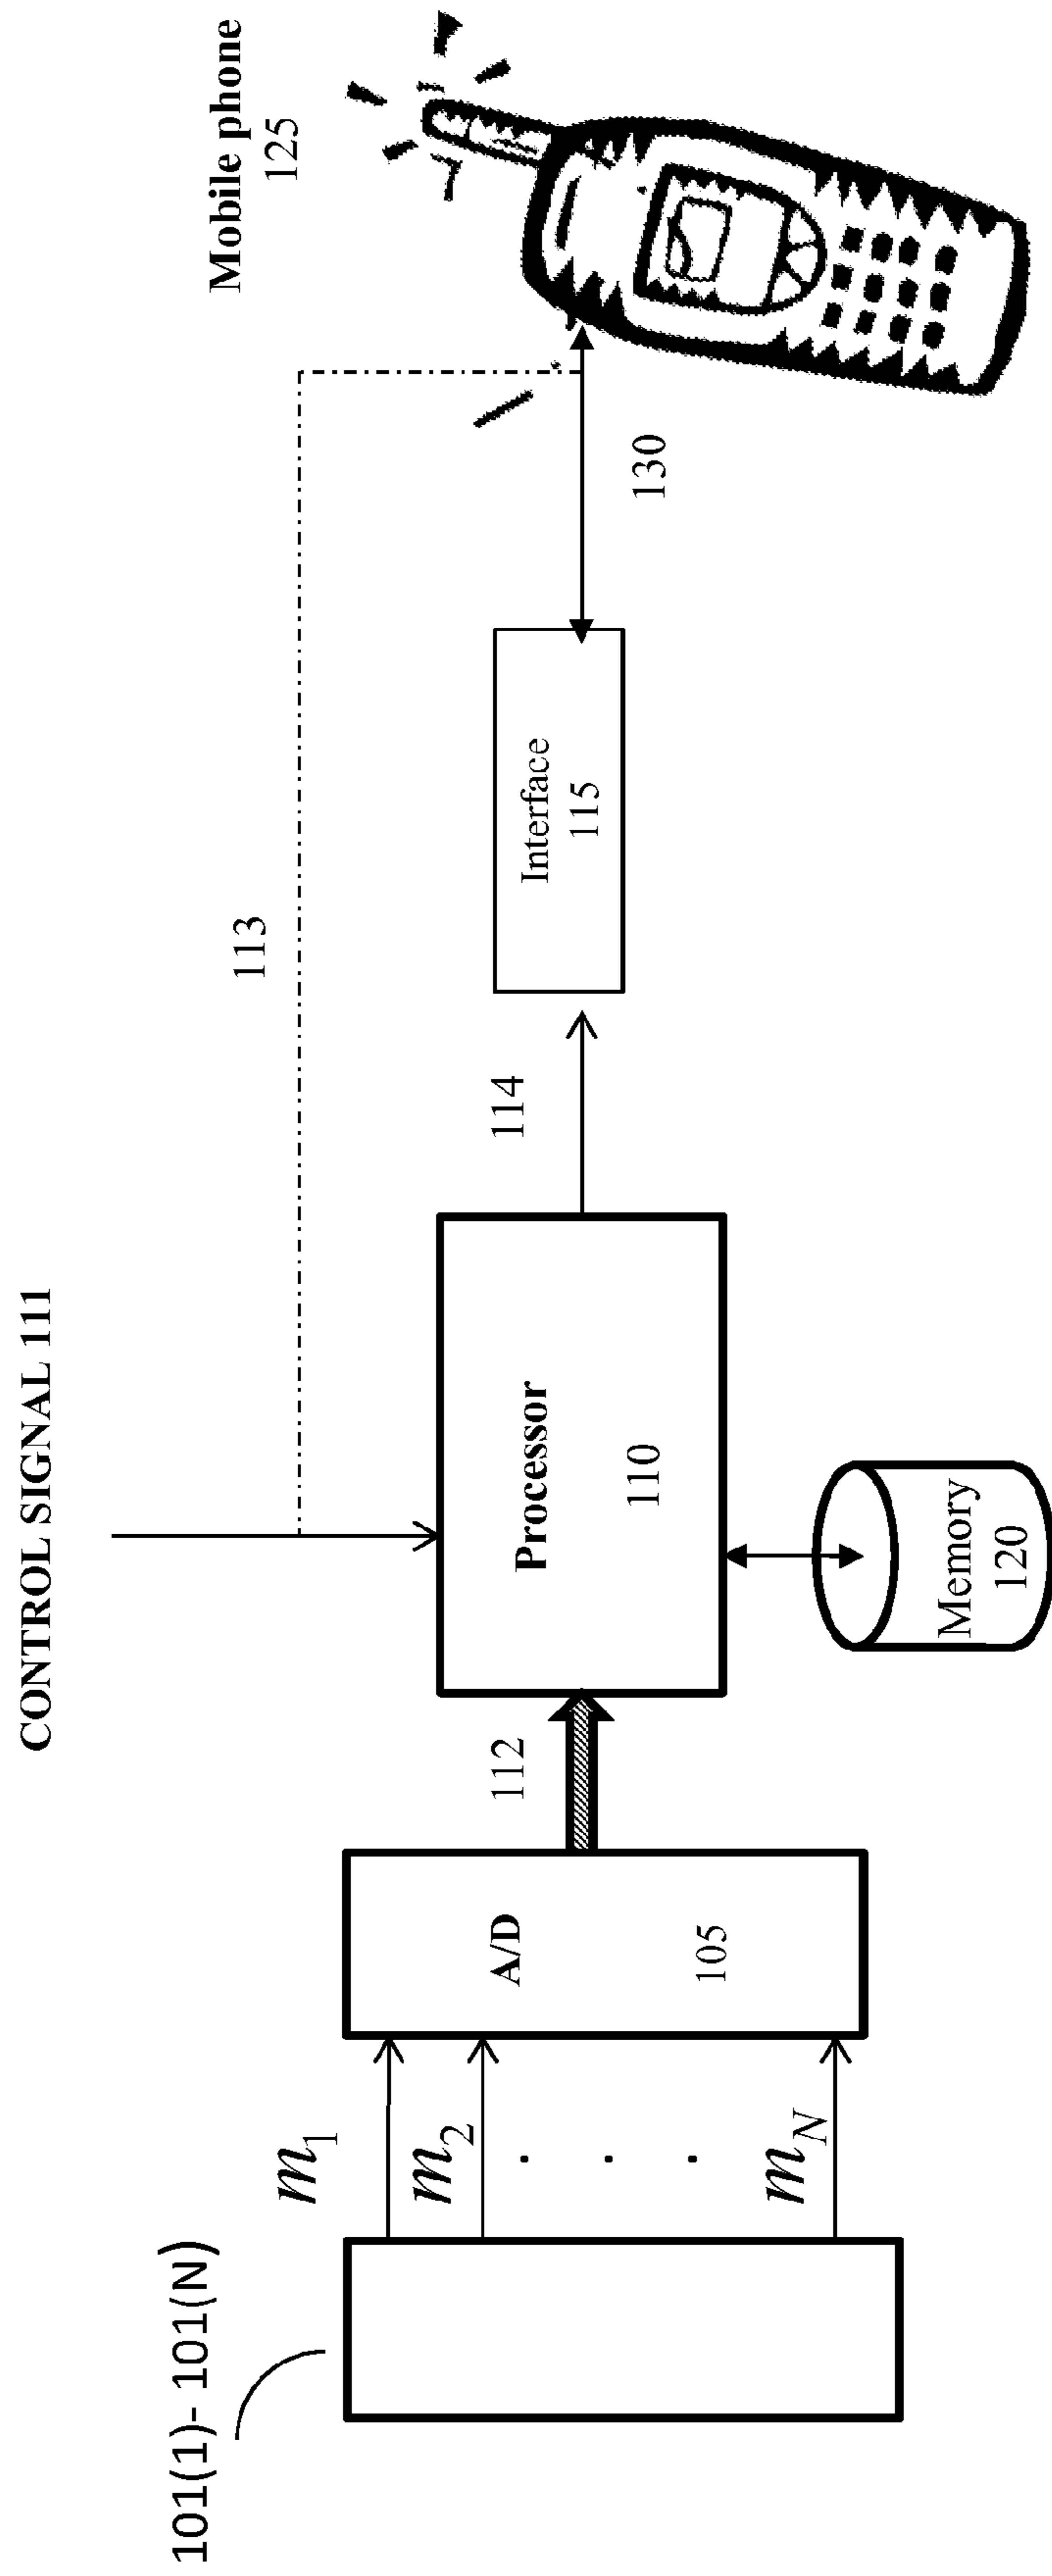 CONTROL SIGNAL 111
Mobile phone
125
113
101(1)- 101(N)
m1
m2
.
.
.
mN
A/D
105
112
Processor
110
114
Interface
115
130
Memory
120